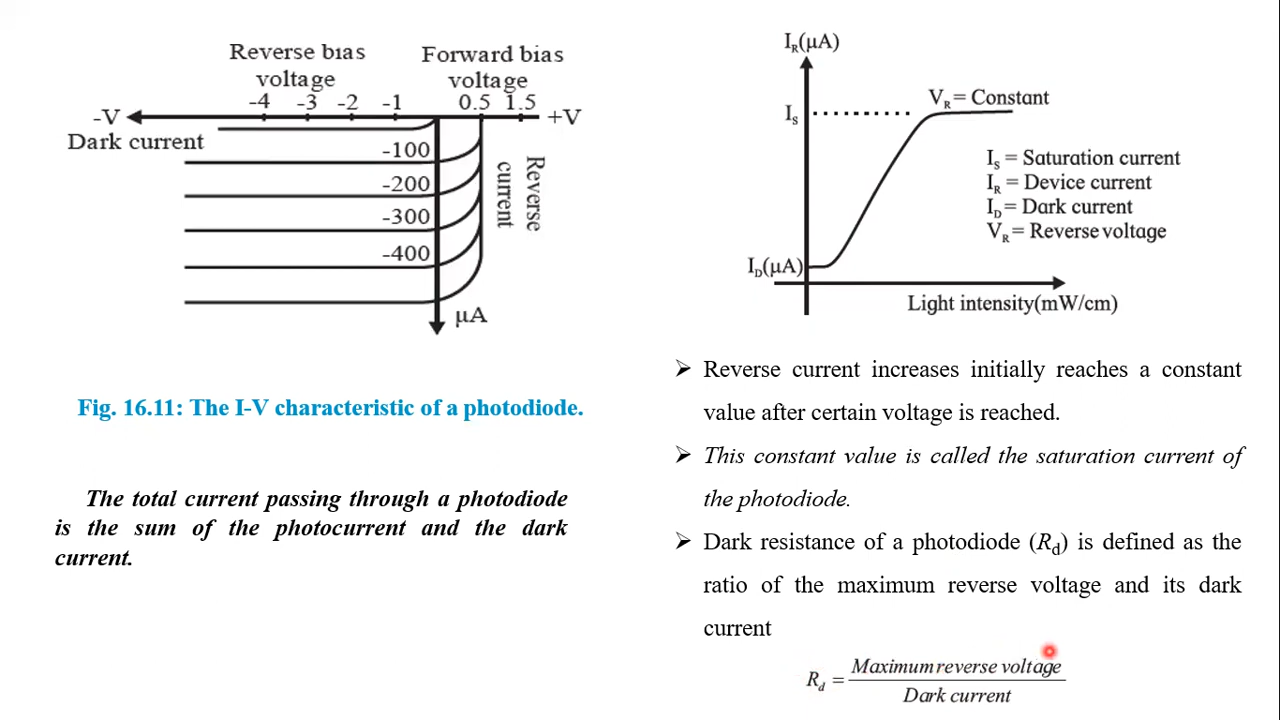 Reverse bias voltage
Forward bias voltage
-4 -3 -2 -1 0.5 1.5
-V +V
Dark current
-100
-200
-300
-400
Reverse current
μA
Fig. 16.11: The I-V characteristic of a photodiode.
The total current passing through a photodiode
is the sum of the photocurrent and the dark
current.
I_R(μA)
V_R = Constant
I_s
I_S = Saturation current
I_R = Device current
I_D = Dark current
V_R = Reverse voltage
I_D(μA)
Light intensity(mW/cm)
➢ Reverse current increases initially reaches a constant
value after certain voltage is reached.
➢ This constant value is called the saturation current of
the photodiode.
➢ Dark resistance of a photodiode (R_d) is defined as the
ratio of the maximum reverse voltage and its dark
current
R_d = Maximum reverse voltage / Dark current